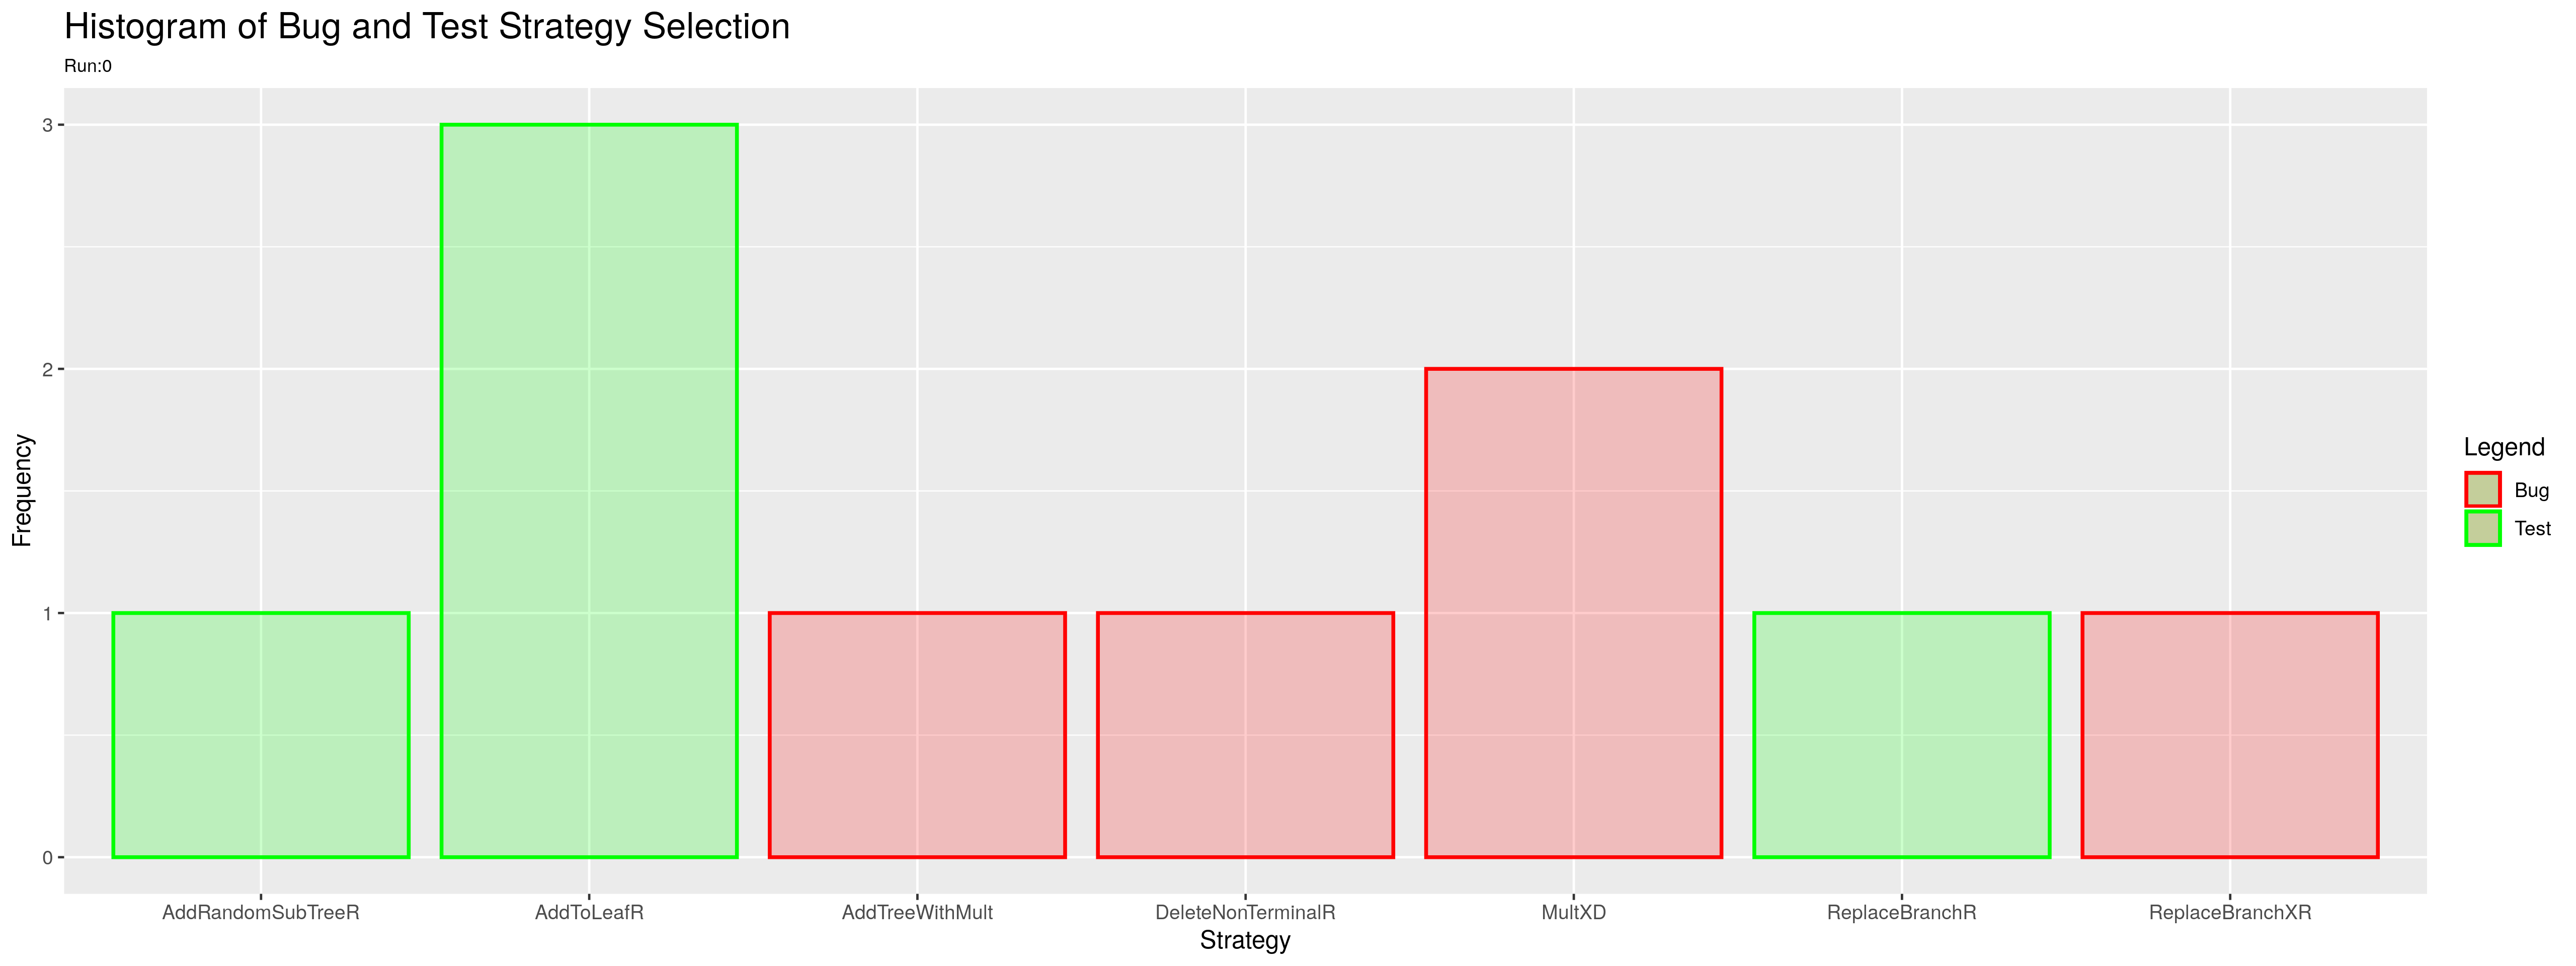 Histogram of Bug and Test Strategy Selection
Run:0
3
2
1
0
Frequency
AddRandomSubTreeR
AddToLeafR
AddTreeWithMult
DeleteNonTerminalR
MultXD
ReplaceBranchR
ReplaceBranchXR
Strategy
Legend
Bug
Test